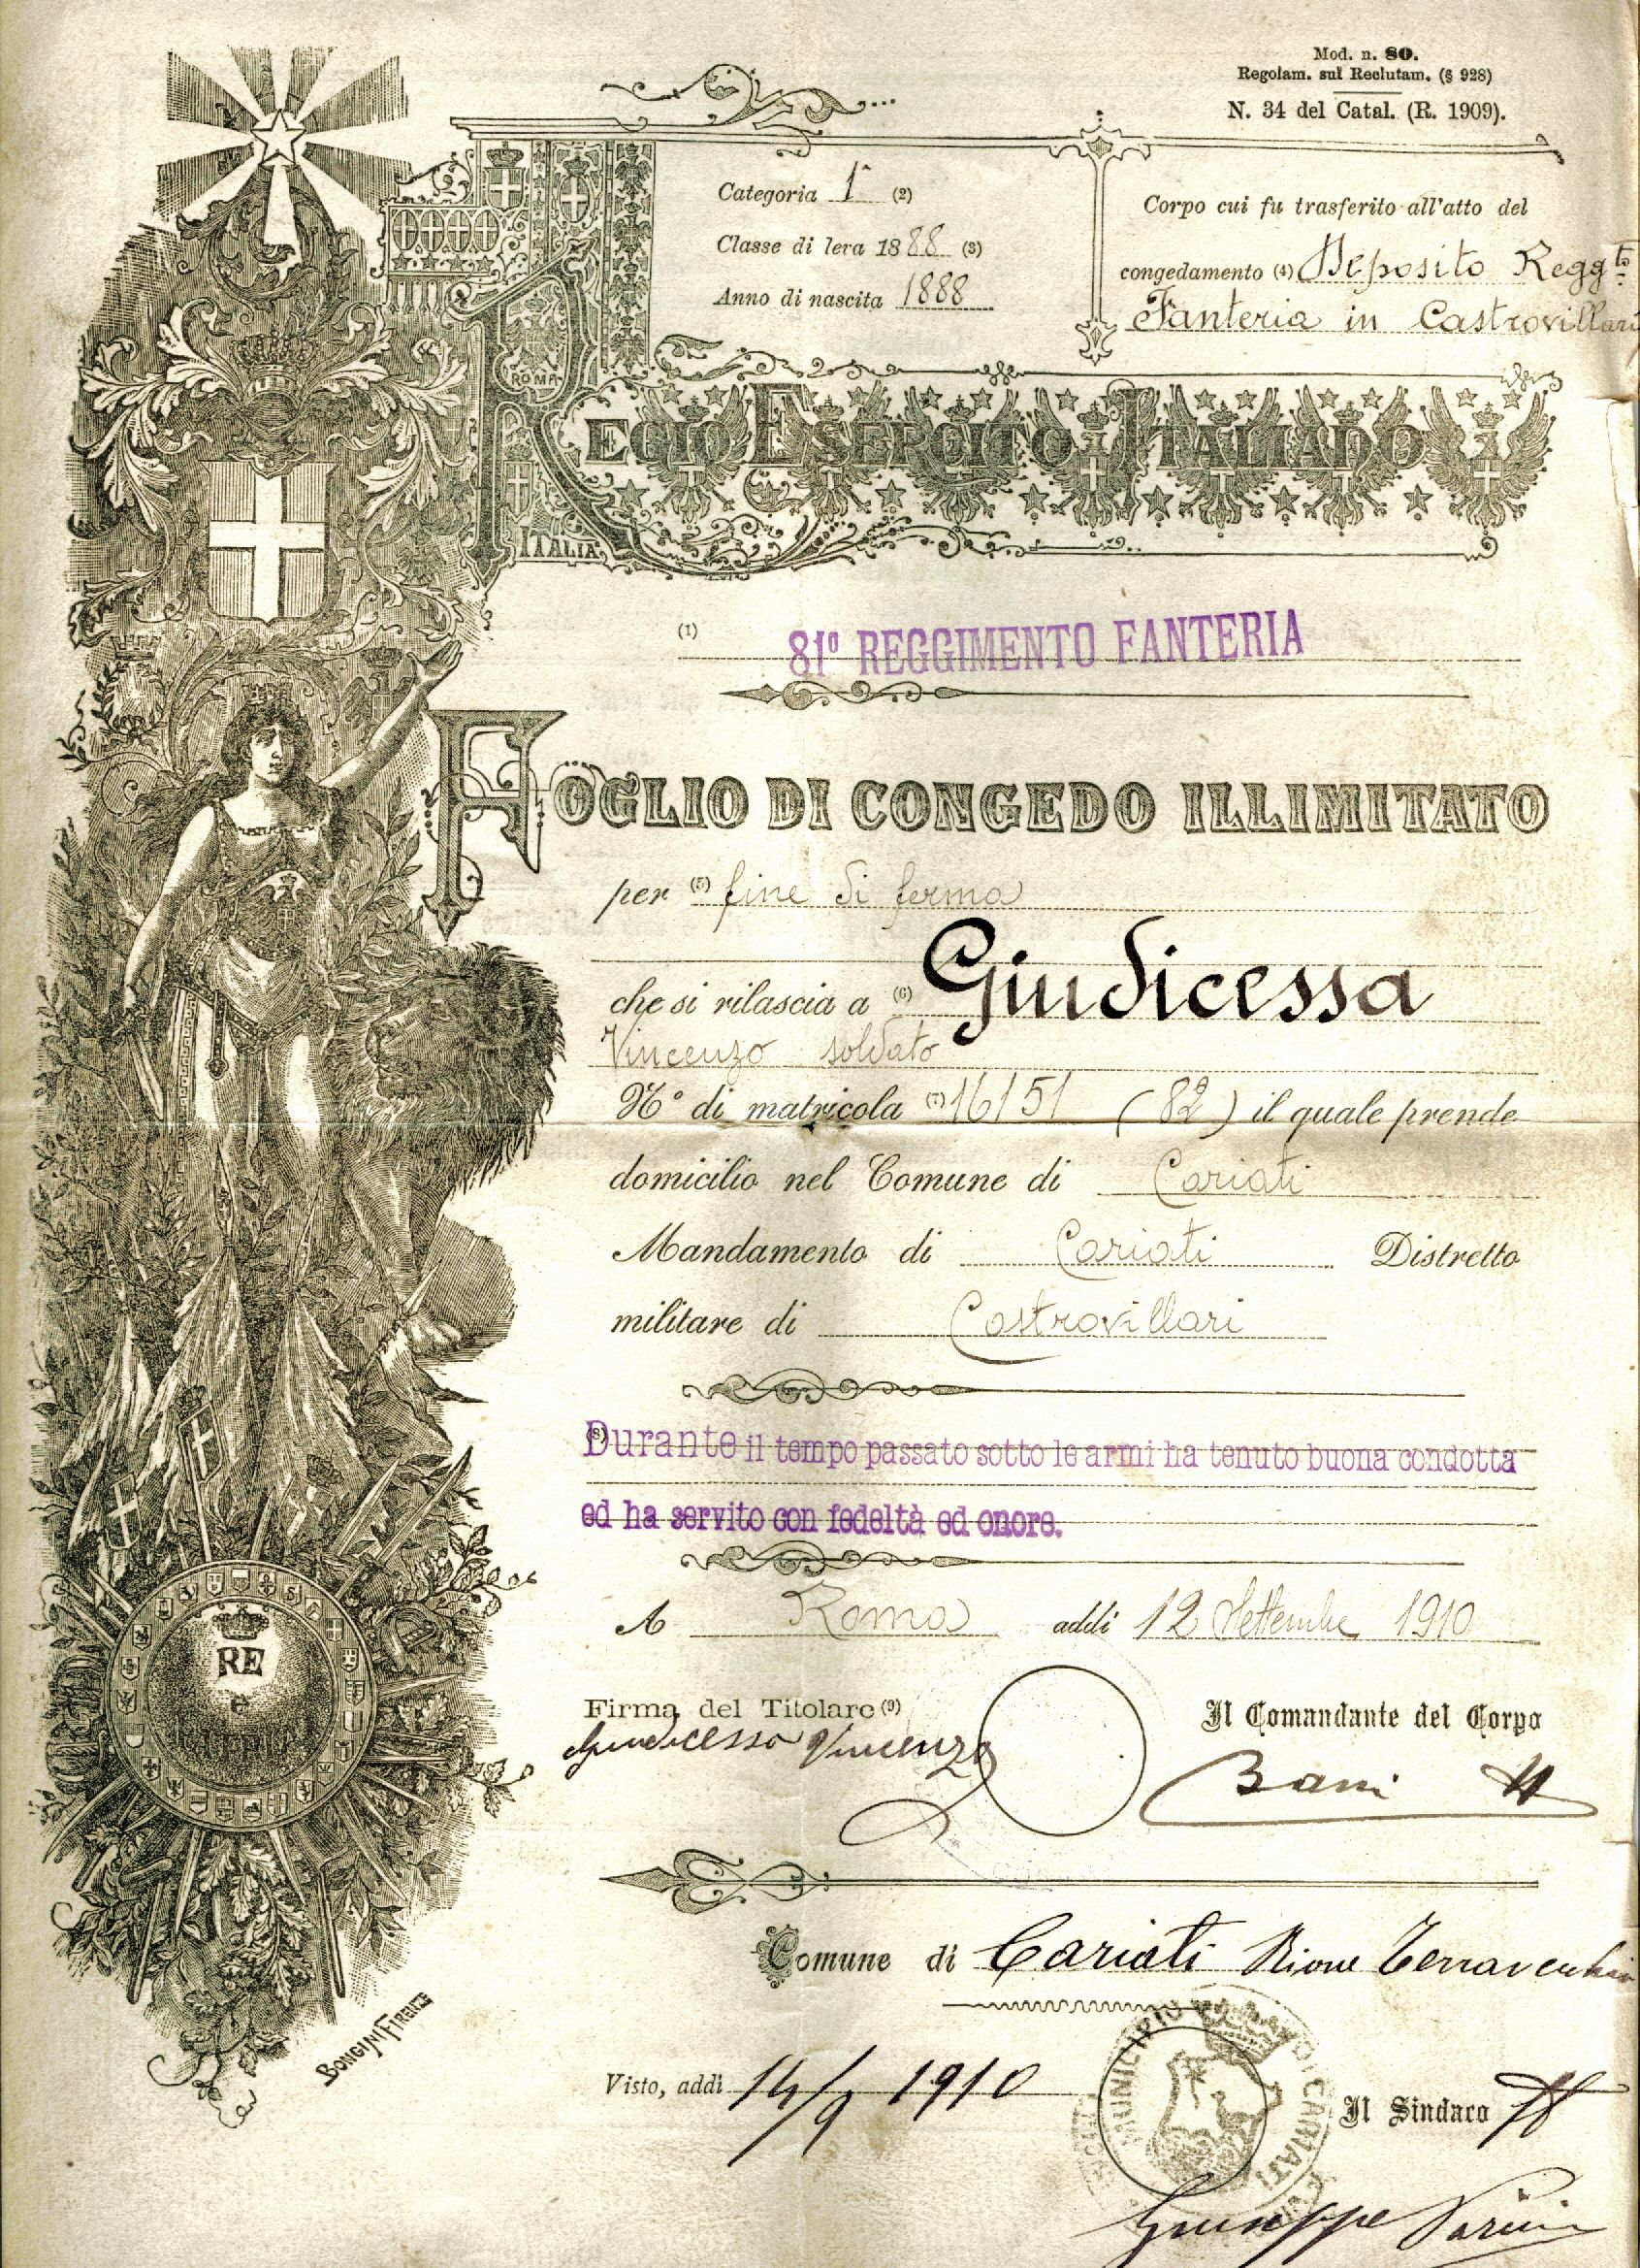 Mod. n. 80.
Regolam. sul Reclutam. (§ 928)
N. 34 del Catal. (R. 1909).
Categoria 1ª (2)
Classe di leva 1888 (3)
Anno di nascita 1888
Corpo cui fu trasferito all'atto del
congedamento (4) Deposito Reggto
Fanteria in Castrovillari
ROMA
REGIO ESERCITO ITALIANO
ITALIA
(1) 81º REGGIMENTO FANTERIA
FOGLIO DI CONGEDO ILLIMITATO
per (5) fine di ferma
che si rilascia a (6) Giudicessa
Vincenzo soldato
Nº di matricola (7) 16151 (82) il quale prende
domicilio nel Comune di Cariati
Mandamento di Cariati Distretto
militare di Castrovillari
(8) Durante il tempo passato sotto le armi ha tenuto buona condotta
ed ha servito con fedeltà ed onore.
A Roma addì 12 Settembre 1910
RE
e
Firma del Titolare (9)
Giudicessa Vincenzo
Il Comandante del Corpo
Comune di Cariati Rione Terravecchia
BONGINI FIRENZE
Visto, addì 14/9 1910
MUNICIPIO DI CARIATI
Il Sindaco
Giuseppe